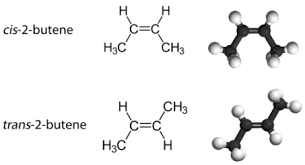 H H
cis-2-butene
C=C
H₃C CH₃
H CH₃
trans-2-butene
C=C
H₃C H